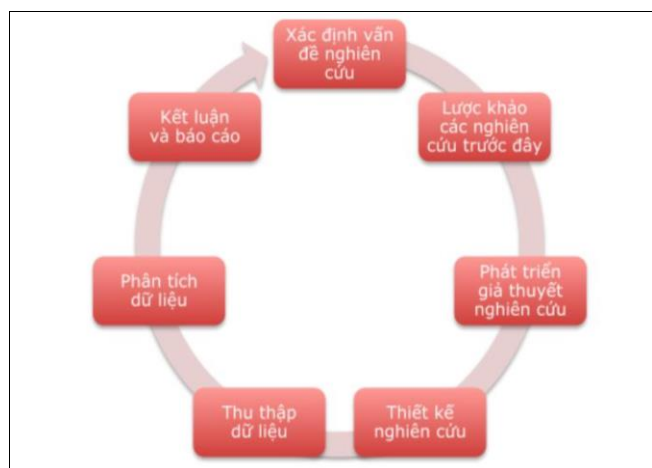 Xác định vấn
đề nghiên
cứu
Lược khảo
các nghiên
cứu trước đây
Phát triển
giả thuyết
nghiên cứu
Thiết kế
nghiên cứu
Thu thập
dữ liệu
Phân tích
dữ liệu
Kết luận
và báo cáo